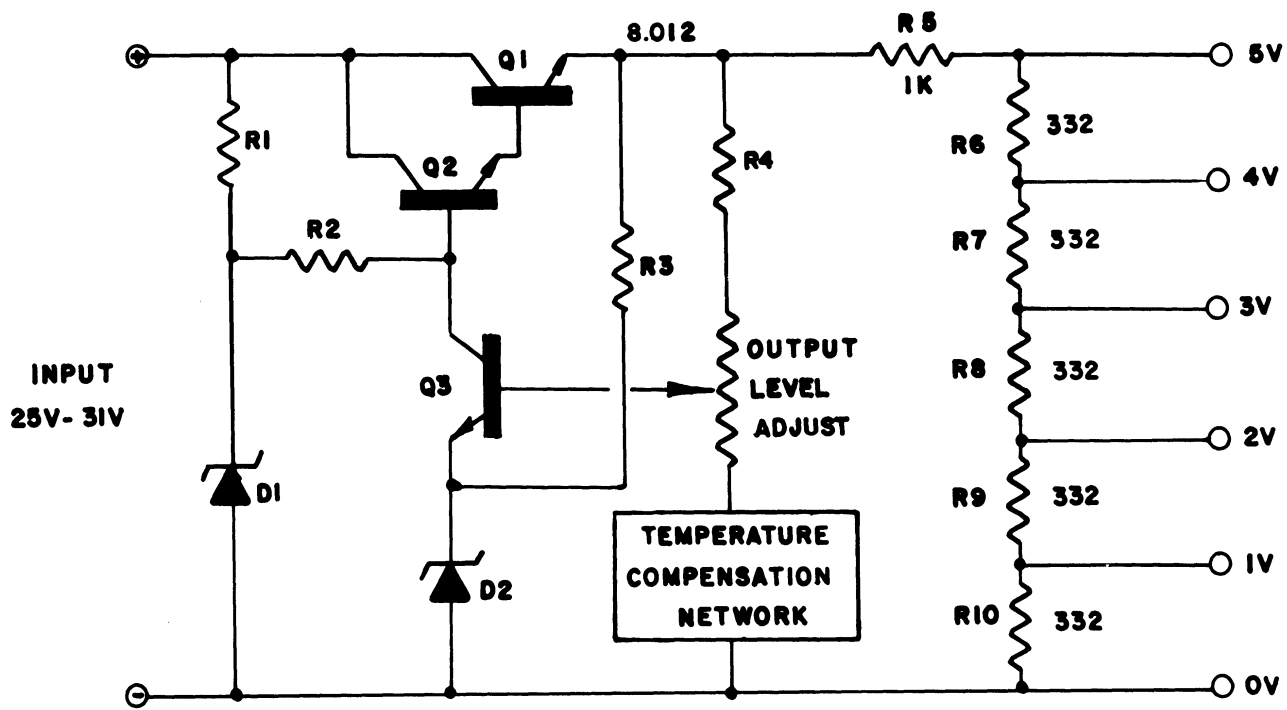 8.012
R5
1K
5V
Q1
R1
Q2
R4
R6
332
4V
R2
R3
R7
332
3V
INPUT
25V-31V
Q3
OUTPUT
LEVEL
ADJUST
R8
332
2V
D1
R9
332
TEMPERATURE
COMPENSATION
NETWORK
D2
1V
R10
332
0V